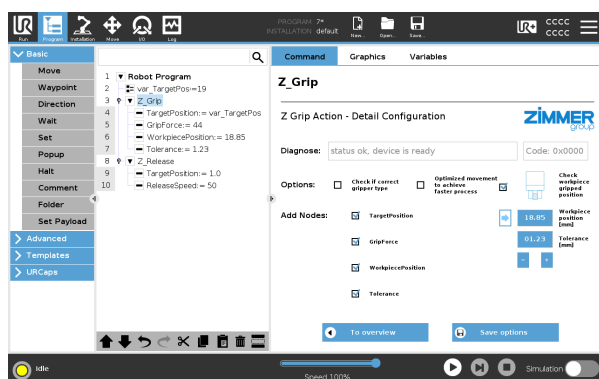 PROGRAM 7*
INSTALLATION default
UR
Run
Program
Installation
Move
I/O
Log
New...
Open...
Save...
UR+
cccc
cccc
Basic
Move
Waypoint
Direction
Wait
Set
Popup
Halt
Comment
Folder
Set Payload
Advanced
Templates
URCaps
1 Robot Program
2 var_TargetPos:=19
3 Z_Grip
4 TargetPosition:= var_TargetPos
5 GripForce:= 44
6 WorkpiecePosition:= 18.85
7 Tolerance:= 1.23
8 Z_Release
9 TargetPosition:= 1.0
10 ReleaseSpeed:= 50
Command Graphics Variables
Z_Grip
Z Grip Action - Detail Configuration
ZIMMER
group
Diagnose: status ok, device is ready Code: 0x0000
Options:
Check if correct
gripper type
Optimized movement
to achieve
faster process
Check
workpiece
gripped
position
Add Nodes:
TargetPosition
18.85 Workpiece
position
[mm]
GripForce
01.23 Tolerance
[mm]
- +
WorkpiecePosition
Tolerance
To overview
Save options
Idle
Speed 100%
Simulation